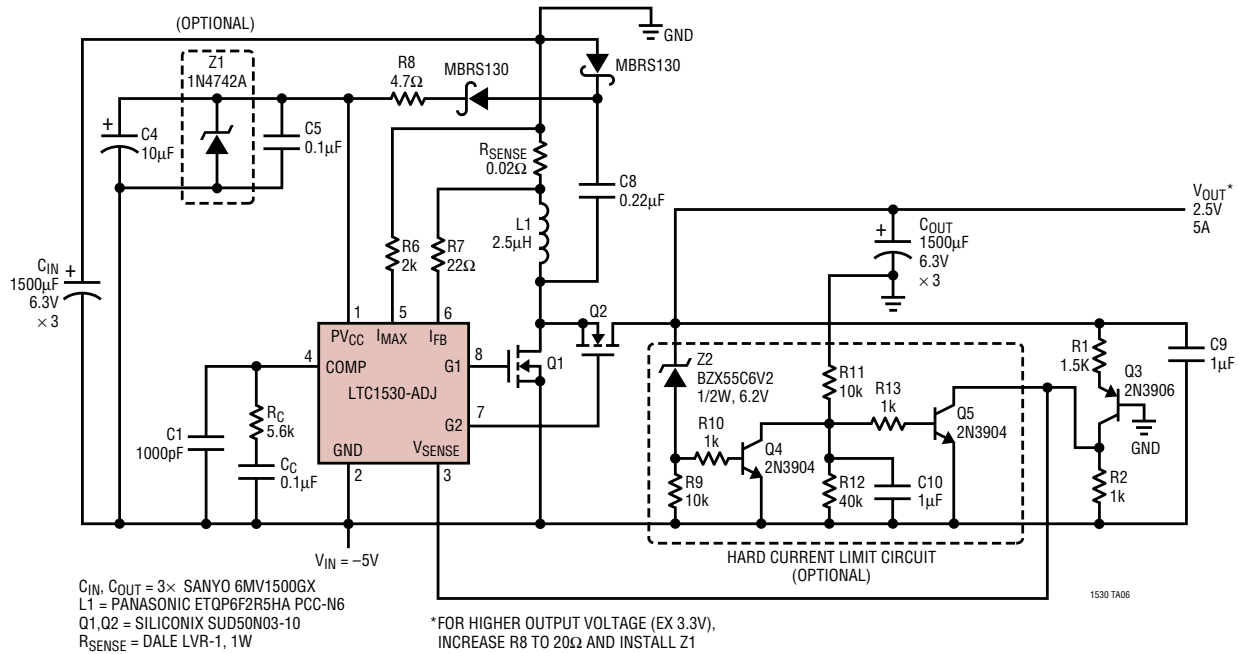 (OPTIONAL)
GND
Z1
1N4742A
R8
4.7Ω
MBRS130
MBRS130
+
C4
10µF
C5
0.1µF
RSENSE
0.02Ω
C8
0.22µF
VOUT*
2.5V
5A
L1
2.5µH
R6
2k
R7
22Ω
+
COUT
1500µF
6.3V
× 3
CIN
+
1500µF
6.3V
× 3
1
5
6
Q2
PVCC
IMAX
IFB
4
COMP
G1
8
Q1
LTC1530-ADJ
G2
7
VSENSE
GND
2
3
RC
5.6k
C1
1000pF
CC
0.1µF
Z2
BZX55C6V2
1/2W, 6.2V
R11
10k
R13
1k
R10
1k
Q4
2N3904
Q5
2N3904
R9
10k
R12
40k
C10
1µF
R1
1.5K
Q3
2N3906
GND
R2
1k
C9
1µF
VIN = –5V
HARD CURRENT LIMIT CIRCUIT
(OPTIONAL)
1530 TA06
CIN, COUT = 3× SANYO 6MV1500GX
L1 = PANASONIC ETQP6F2R5HA PCC-N6
Q1,Q2 = SILICONIX SUD50N03-10
RSENSE = DALE LVR-1, 1W
*FOR HIGHER OUTPUT VOLTAGE (EX 3.3V),
INCREASE R8 TO 20Ω AND INSTALL Z1